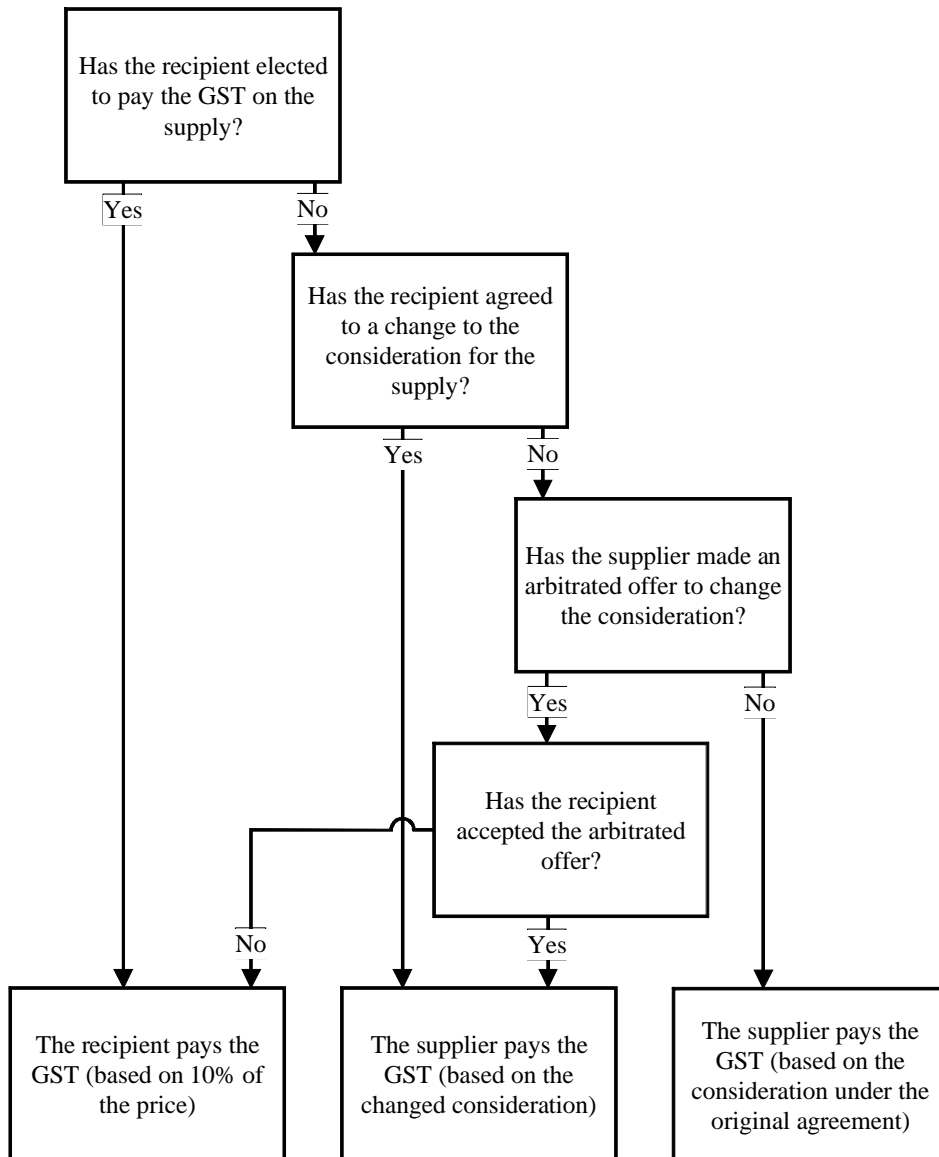 Has the recipient elected
to pay the GST on the
supply?
Yes
No
Has the recipient agreed
to a change to the
consideration for the
supply?
Yes
No
Has the supplier made an
arbitrated offer to change
the consideration?
Yes
No
Has the recipient
accepted the arbitrated
offer?
No
Yes
The recipient pays the
GST (based on 10% of
the price)
The supplier pays the
GST (based on the
changed consideration)
The supplier pays the
GST (based on the
consideration under the
original agreement)